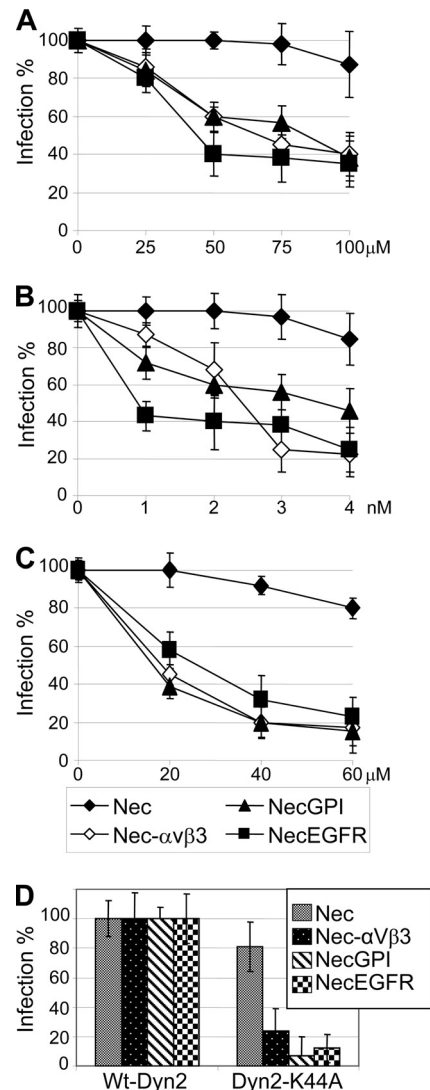 A
Infection %
100
80
60
40
20
0
0 25 50 75 100µM
B
Infection %
100
80
60
40
20
0
0 1 2 3 4 nM
C
Infection %
100
80
60
40
20
0
0 20 40 60 µM
Nec NecGPI
Nec-αvβ3 NecEGFR
D
Infection %
100
80
60
40
20
0
Wt-Dyn2 Dyn2-K44A
Nec
Nec-αVβ3
NecGPI
NecEGFR